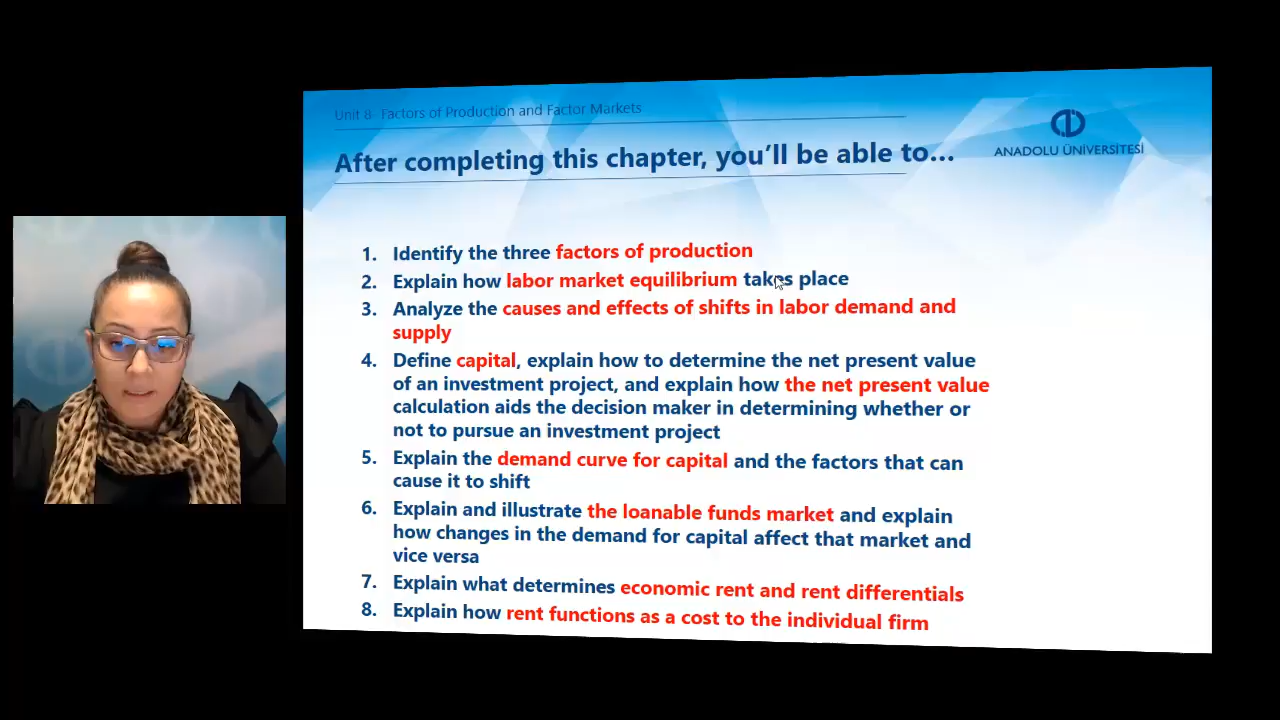 Unit 8- Factors of Production and Factor Markets
After completing this chapter, you'll be able to...
ANADOLU ÜNİVERSİTESİ
1. Identify the three factors of production
2. Explain how labor market equilibrium takes place
3. Analyze the causes and effects of shifts in labor demand and
supply
4. Define capital, explain how to determine the net present value
of an investment project, and explain how the net present value
calculation aids the decision maker in determining whether or
not to pursue an investment project
5. Explain the demand curve for capital and the factors that can
cause it to shift
6. Explain and illustrate the loanable funds market and explain
how changes in the demand for capital affect that market and
vice versa
7. Explain what determines economic rent and rent differentials
8. Explain how rent functions as a cost to the individual firm